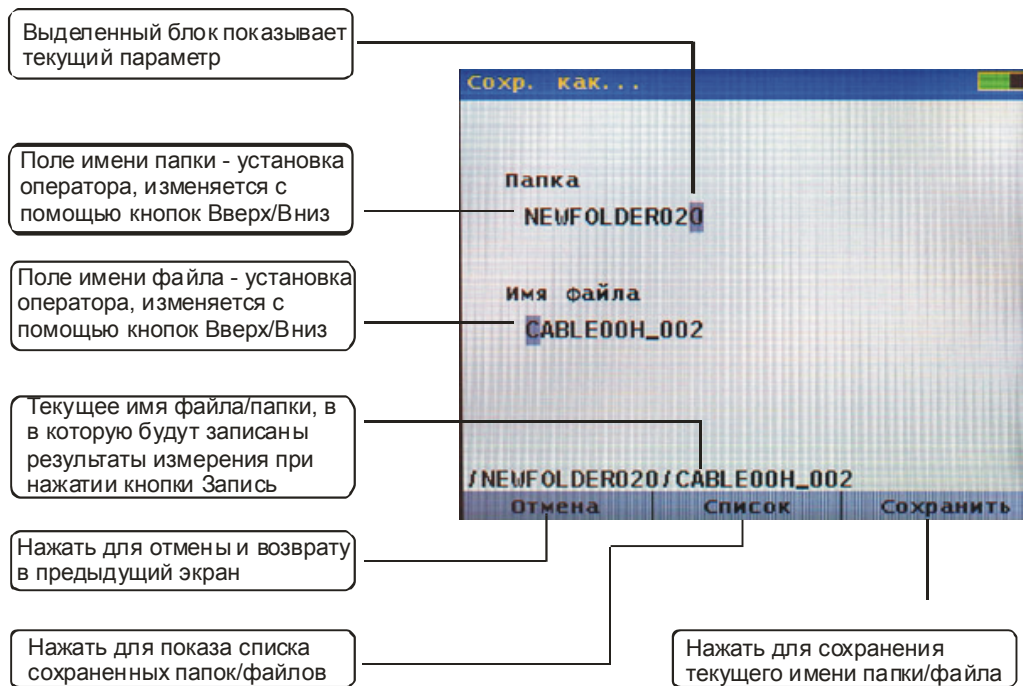 Выделенный блок показывает
текущий параметр
Сохр. как...
Поле имени папки - установка
оператора, изменяется с
помощью кнопок Вверх/Вниз
Папка
NEWFOLDER020
Поле имени файла - установка
оператора, изменяется с
помощью кнопок Вверх/Вниз
Имя файла
CABLE00H_002
Текущее имя файла/папки, в
в которую будут записаны
результаты измерения при
нажатии кнопки Запись
/NEWFOLDER020/CABLE00H_002
Отмена Список Сохранить
Нажать для отмены и возврату
в предыдущий экран
Нажать для показа списка
сохраненных папок/файлов
Нажать для сохранения
текущего имени папки/файла